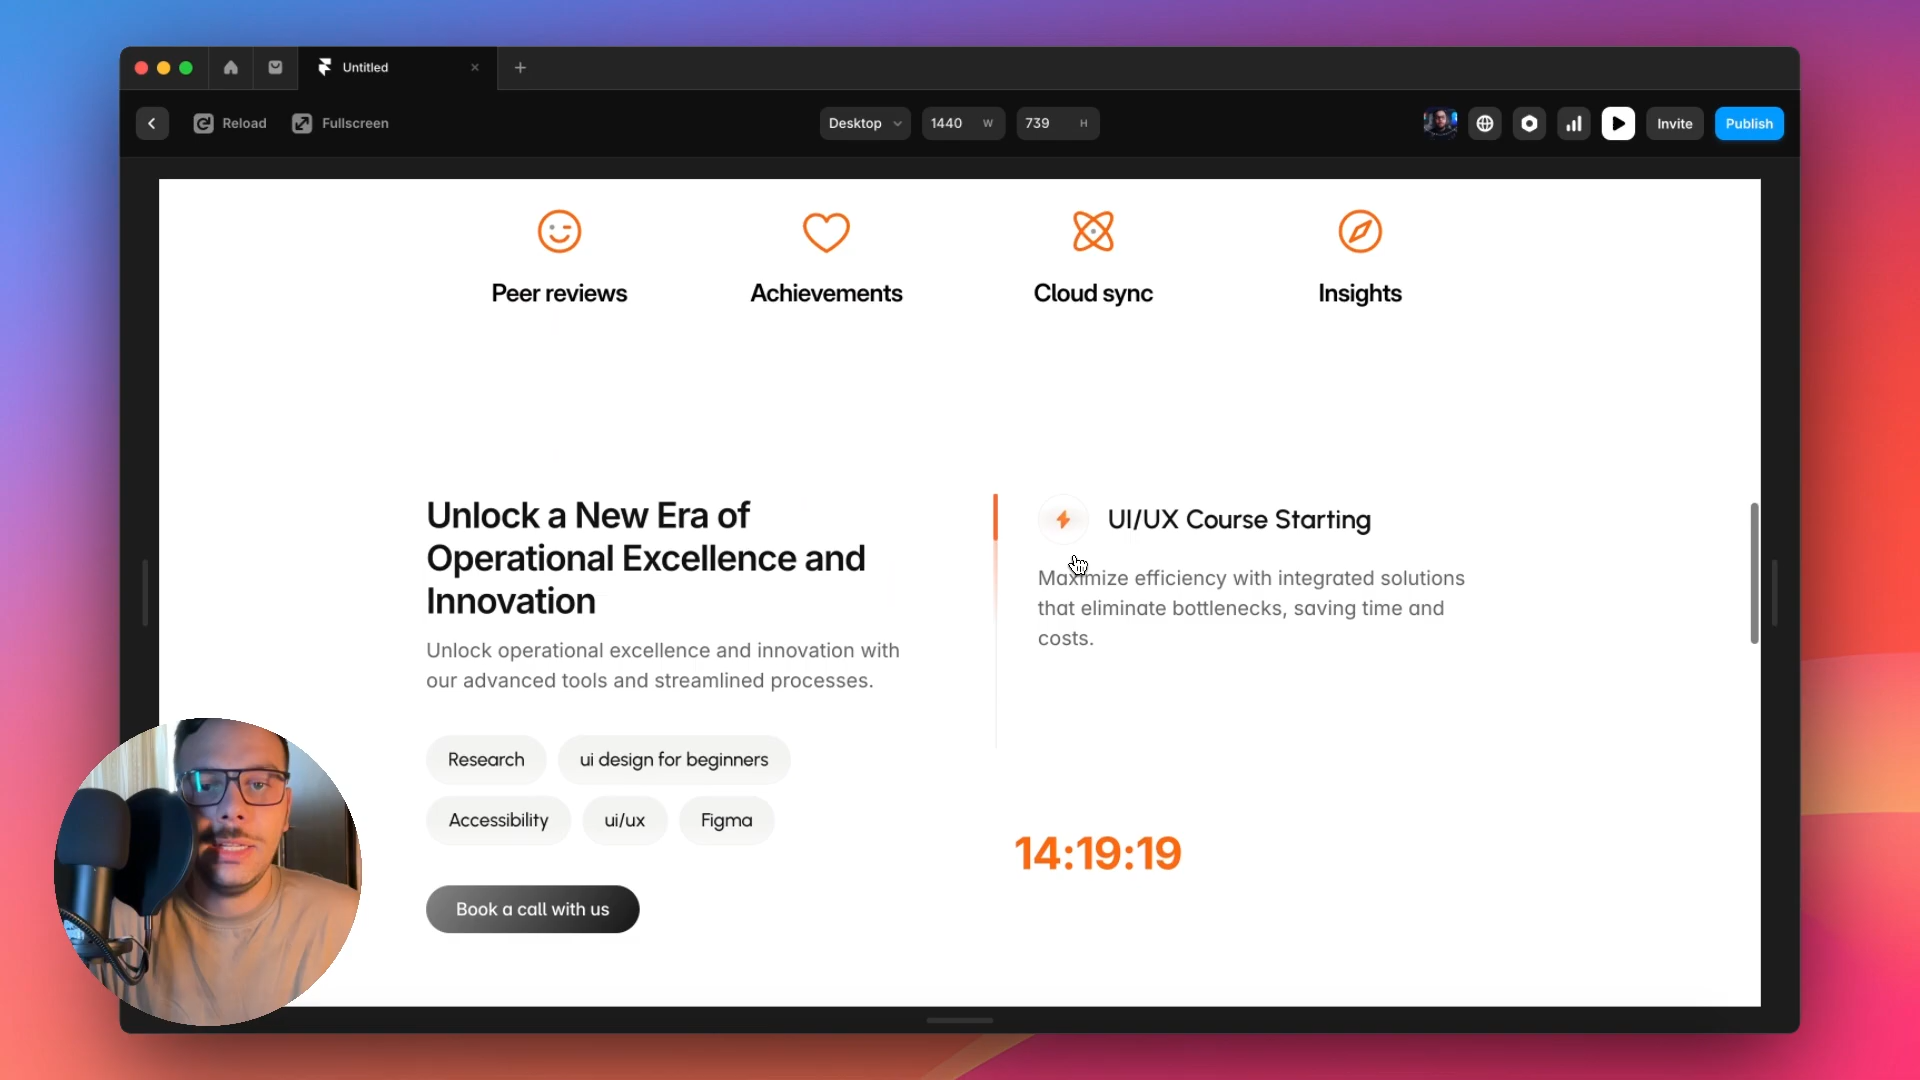 Untitled
Reload
Fullscreen
Desktop
1440 W
739 H
Invite
Publish
Peer reviews
Achievements
Cloud sync
Insights
Unlock a New Era of
Operational Excellence and
Innovation
Unlock operational excellence and innovation with
our advanced tools and streamlined processes.
Research
ui design for beginners
Accessibility
ui/ux
Figma
Book a call with us
UI/UX Course Starting
Maximize efficiency with integrated solutions
that eliminate bottlenecks, saving time and
costs.
14:19:19